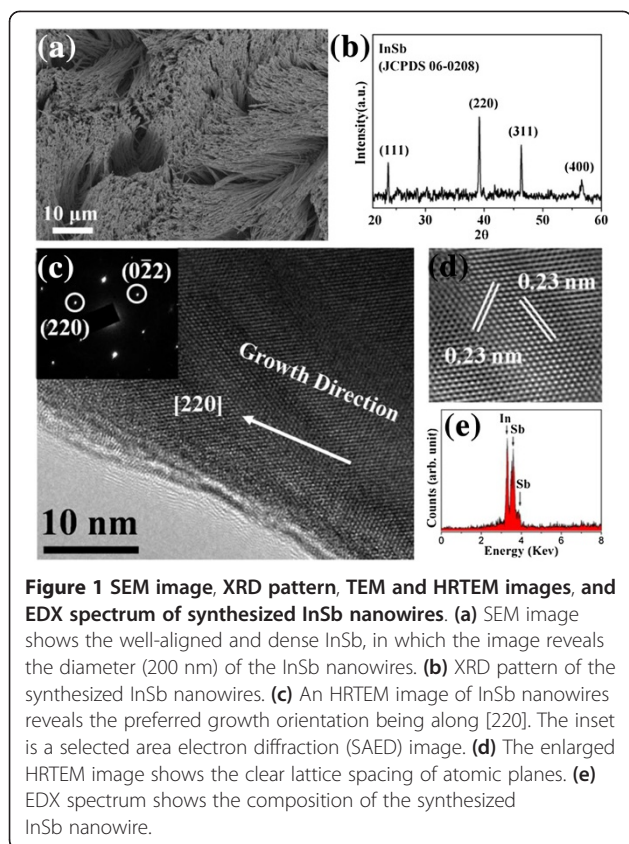 (a)
10 μm
(b)
InSb
(JCPDS 06-0208)
(111)
(220)
(311)
(400)
Intensity(a.u.)
20 30 40 50 60
2θ
(c)
(02̅2)
(220)
Growth Direction
[220]
10 nm
(d)
0.23 nm
0.23 nm
(e)
In
Sb
Sb
Counts (arb. unit)
0 2 4 6 8
Energy (Kev)
Figure 1 SEM image, XRD pattern, TEM and HRTEM images, and
EDX spectrum of synthesized InSb nanowires. (a) SEM image
shows the well-aligned and dense InSb, in which the image reveals
the diameter (200 nm) of the InSb nanowires. (b) XRD pattern of the
synthesized InSb nanowires. (c) An HRTEM image of InSb nanowires
reveals the preferred growth orientation being along [220]. The inset
is a selected area electron diffraction (SAED) image. (d) The enlarged
HRTEM image shows the clear lattice spacing of atomic planes. (e)
EDX spectrum shows the composition of the synthesized
InSb nanowire.